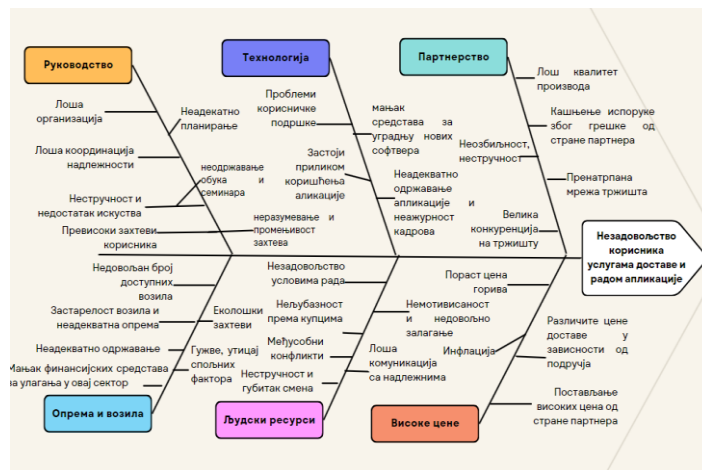 Руководство
Технологија
Партнерство
Лоша
организација
Неадекатно
планирање
Лоша координација
надлежности
неодржавање
обука и
семинара
Нестручност и
недостатак искуства
Превисоки захтеви
корисника
неразумевање и
промењивост
захтева
Проблеми
корисничке
подршке
мањак
средстава за
уградњу нових
софтвера
Застоји
приликом
коришћења
аликације
Неадекватно
одржавање
апликације и
неажурност
кадрова
Лош квалитет
производа
Кашњење испоруке
због грешке од
стране партнера
Неозбиљност,
нестручност
Пренатрпана
мрежа тржишта
Велика
конкуренција
на тржишту
Незадовољство
корисника
услугама доставе и
радом апликације
Недовољан број
доступних
возила
Застарелост возила и
неадекватна опрема
Еколошки
захтеви
Неадекватно одржавање
Гужве, утицај
спољних
фактора
Мањак финансијских средстава
за улагања у овај сектор
Незадовољство
условима рада
Нељубазност
према купцима
Немотивисаност
и недовољно
залагање
Међусобни
конфликти
Лоша
комуникација
са надлежнима
Нестручност и
губитак смена
Пораст цена
горива
Различите цене
доставе у
зависности од
подручја
Инфлација
Постављање
високих цена од
стране партнера
Опрема и возила
Људски ресурси
Високе цене